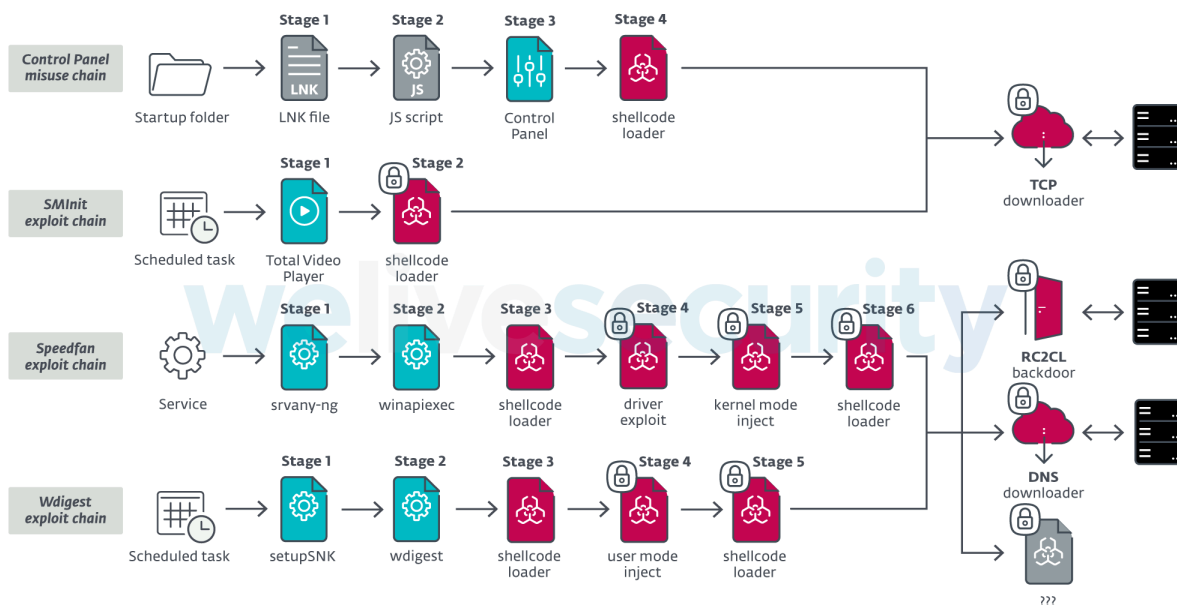 Control Panel
misuse chain
Startup folder
Stage 1
LNK
LNK file
Stage 2
JS
JS script
Stage 3
Control
Panel
Stage 4
shellcode
loader
TCP
downloader
SMInit
exploit chain
Scheduled task
Stage 1
Total Video
Player
Stage 2
shellcode
loader
welivesecurity
Speedfan
exploit chain
Service
Stage 1
srvany-ng
Stage 2
winapiexec
Stage 3
shellcode
loader
Stage 4
driver
exploit
Stage 5
kernel mode
inject
Stage 6
shellcode
loader
RC2CL
backdoor
DNS
downloader
???
Wdigest
exploit chain
Scheduled task
Stage 1
setupSNK
Stage 2
wdigest
Stage 3
shellcode
loader
Stage 4
user mode
inject
Stage 5
shellcode
loader